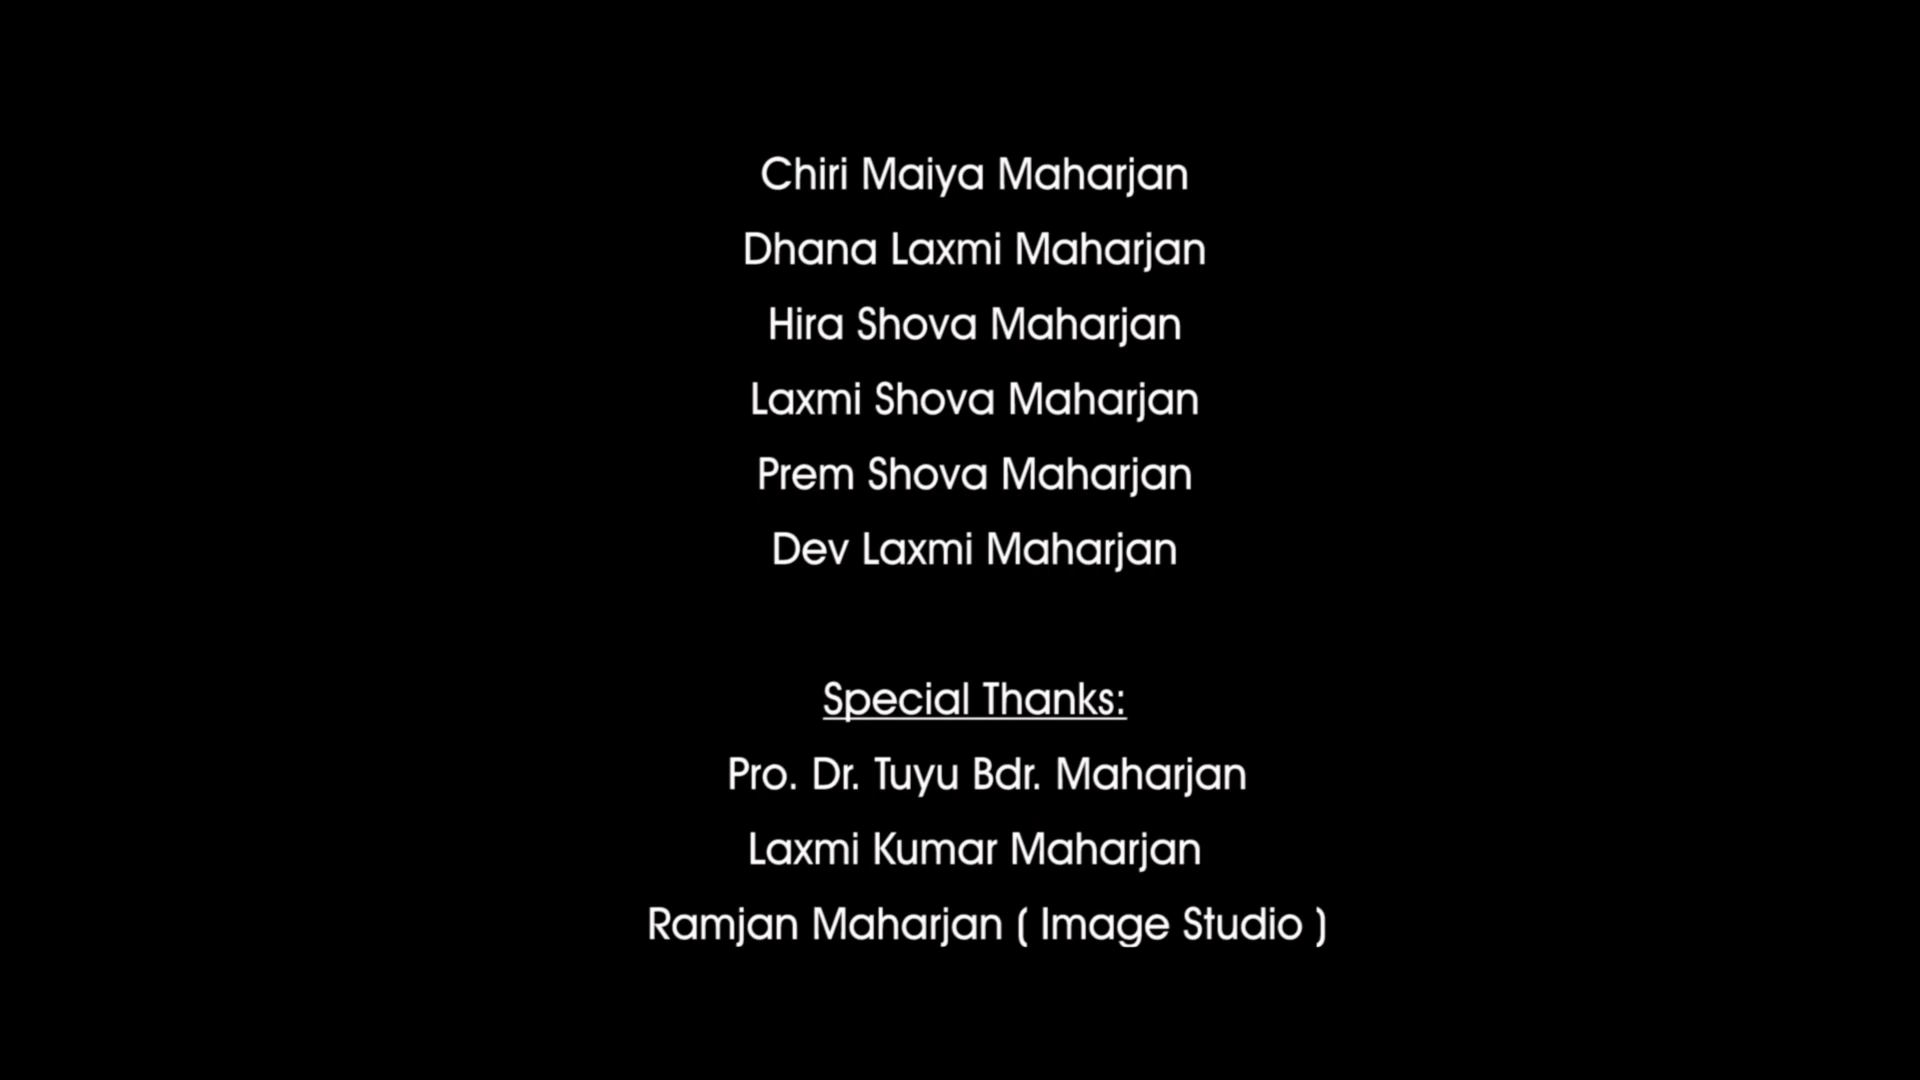 Chiri Maiya Maharjan
Dhana Laxmi Maharjan
Hira Shova Maharjan
Laxmi Shova Maharjan
Prem Shova Maharjan
Dev Laxmi Maharjan
Special Thanks:
Pro. Dr. Tuyu Bdr. Maharjan
Laxmi Kumar Maharjan
Ramjan Maharjan ( Image Studio )